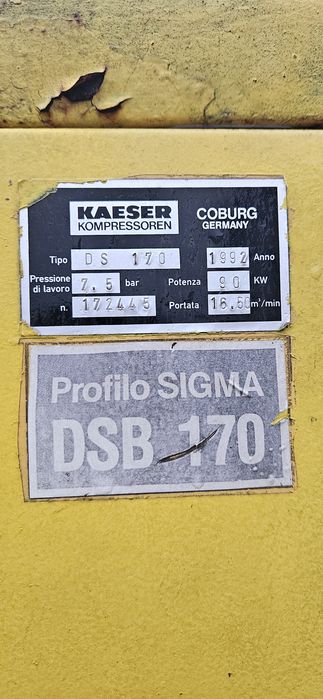 KAESER COBURG
KOMPRESSOREN GERMANY
Tipo DS 170 1992 Anno
Pressione
di lavoro 7.5 bar Potenza 90 KW
n. 172445 Portata 16.50 m³/min
Profilo SIGMA
DSB 170